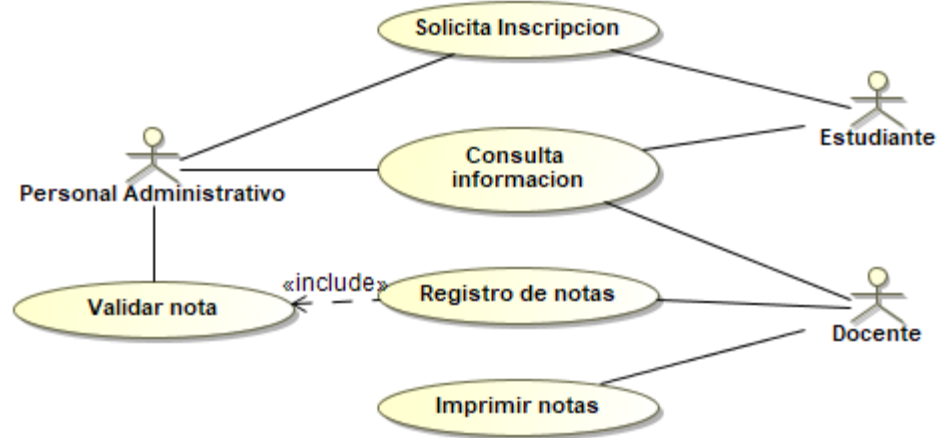 Solicita Inscripcion
Estudiante
Consulta
informacion
Personal Administrativo
«include»
Validar nota
Registro de notas
Docente
Imprimir notas